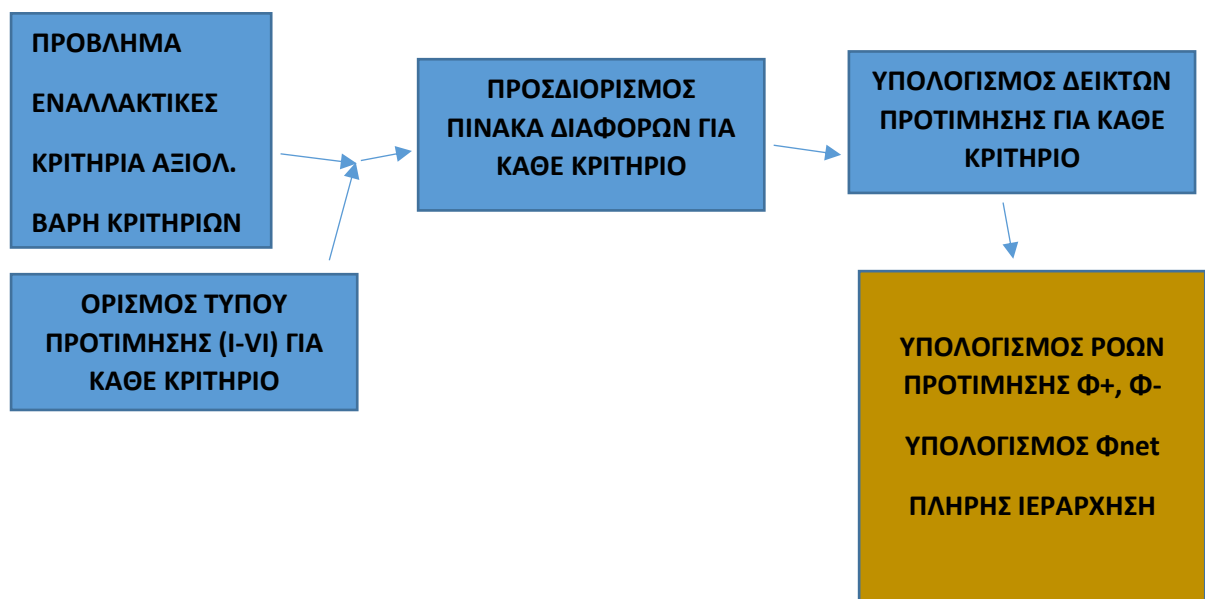 ΠΡΟΒΛΗΜΑ
ΕΝΑΛΛΑΚΤΙΚΕΣ
ΚΡΙΤΗΡΙΑ ΑΞΙΟΛ.
ΒΑΡΗ ΚΡΙΤΗΡΙΩΝ
ΟΡΙΣΜΟΣ ΤΥΠΟΥ
ΠΡΟΤΙΜΗΣΗΣ (I-VI) ΓΙΑ
ΚΑΘΕ ΚΡΙΤΗΡΙΟ
ΠΡΟΣΔΙΟΡΙΣΜΟΣ
ΠΙΝΑΚΑ ΔΙΑΦΟΡΩΝ ΓΙΑ
ΚΑΘΕ ΚΡΙΤΗΡΙΟ
ΥΠΟΛΟΓΙΣΜΟΣ ΔΕΙΚΤΩΝ
ΠΡΟΤΙΜΗΣΗΣ ΓΙΑ ΚΑΘΕ
ΚΡΙΤΗΡΙΟ
ΥΠΟΛΟΓΙΣΜΟΣ ΡΟΩΝ
ΠΡΟΤΙΜΗΣΗΣ Φ+, Φ-
ΥΠΟΛΟΓΙΣΜΟΣ Φnet
ΠΛΗΡΗΣ ΙΕΡΑΡΧΗΣΗ